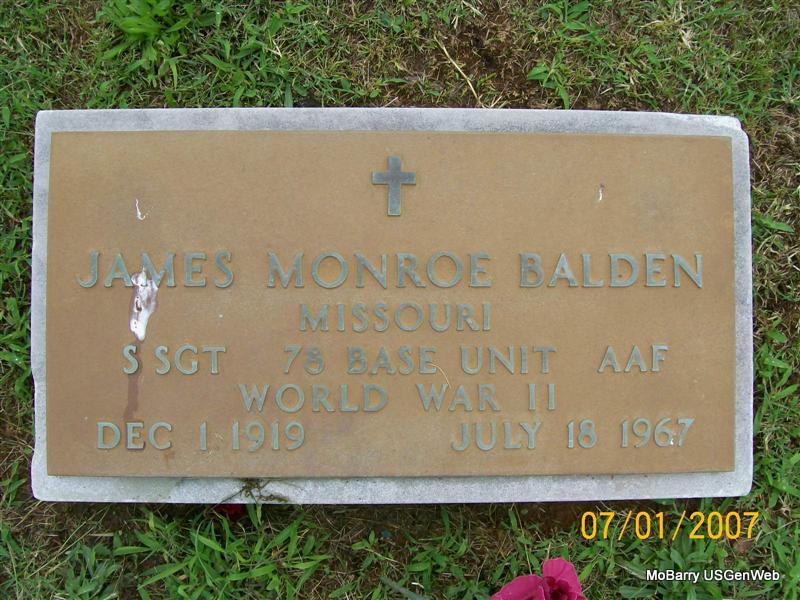 JAMES MONROE BALDEN
MISSOURI
S SGT 78 BASE UNIT AAF
WORLD WAR II
DEC 1 1919 JULY 18 1967
07/01/2007
MoBarry USGenWeb